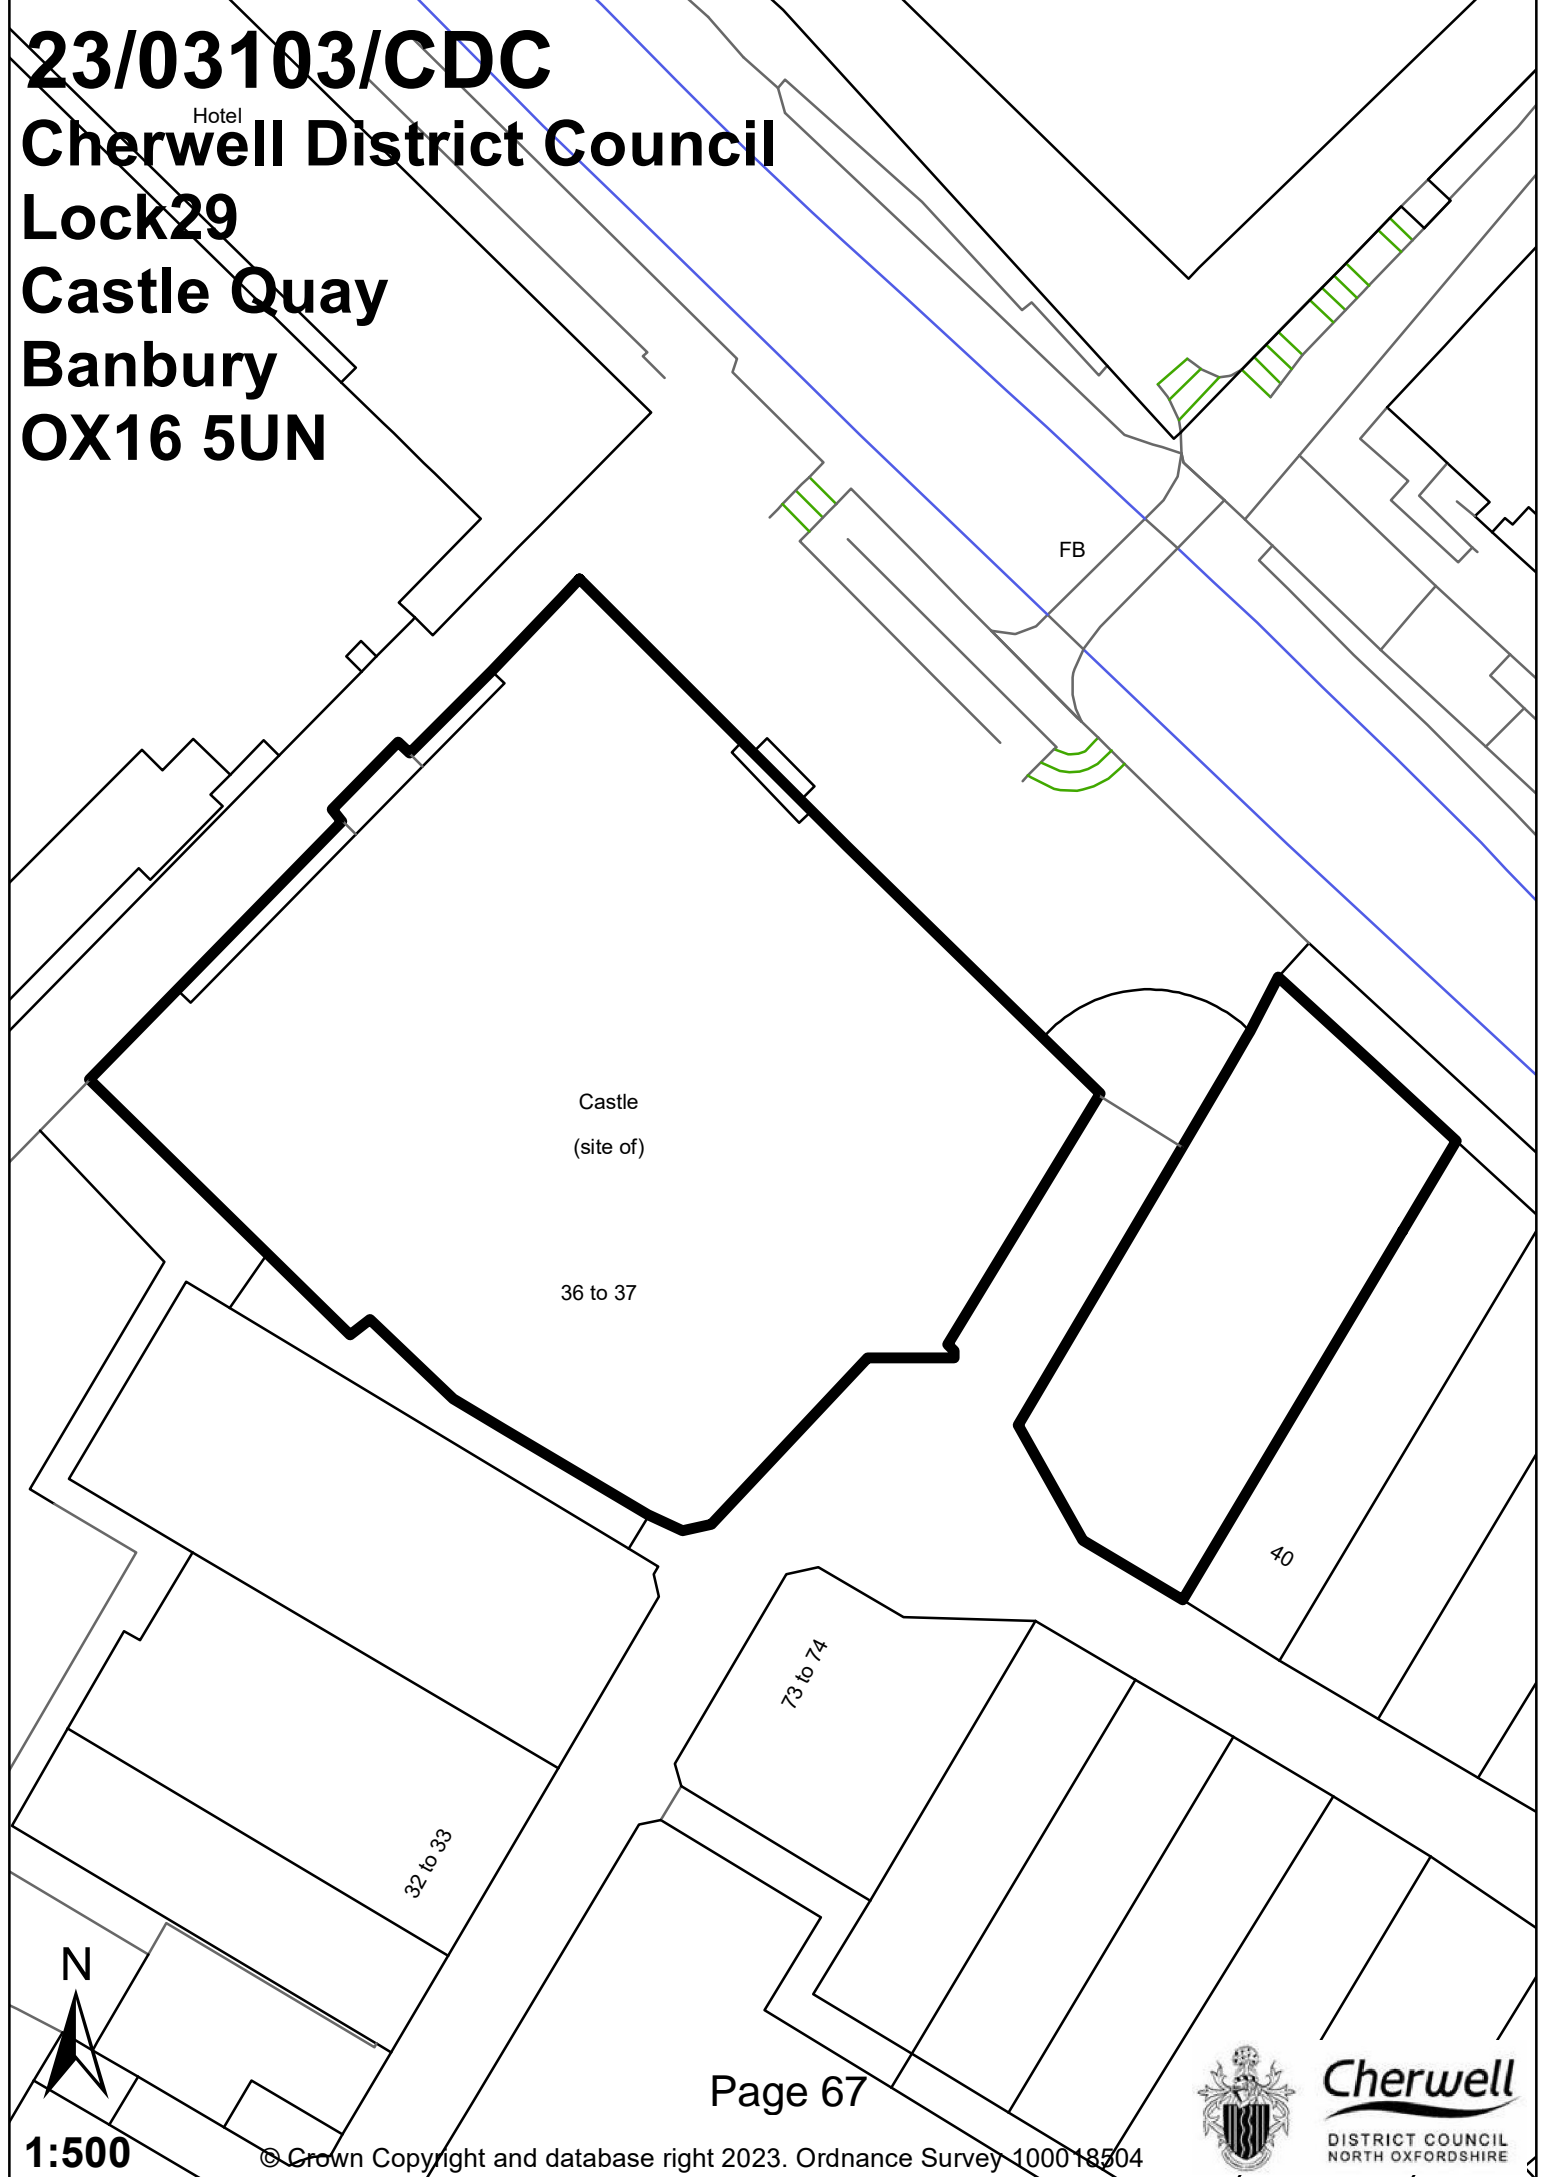 23/03103/CDC
Hotel
Cherwell District Council
Lock29
Castle Quay
Banbury
OX16 5UN
FB
Castle
(site of)
36 to 37
40
73 to 74
32 to 33
N
Page 67
1:500
© Crown Copyright and database right 2023. Ordnance Survey 100018504
Cherwell
DISTRICT COUNCIL
NORTH OXFORDSHIRE